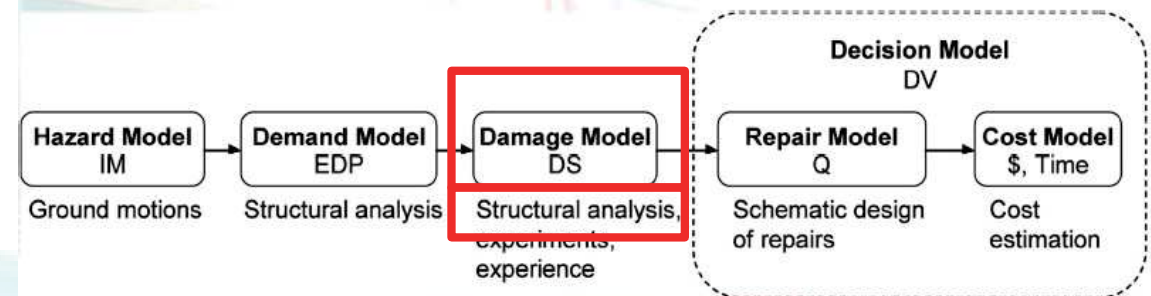 Decision Model
DV
Hazard Model
IM
Demand Model
EDP
Damage Model
DS
Repair Model
Q
Cost Model
$, Time
Ground motions
Structural analysis
Structural analysis,
experiments,
experience
Schematic design
of repairs
Cost
estimation